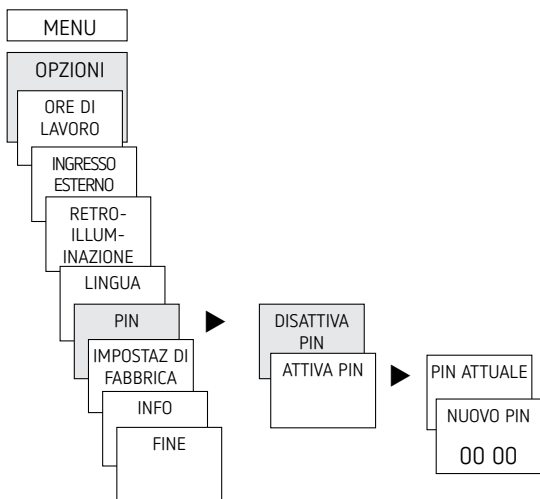 MENU
OPZIONI
ORE DI
LAVORO
INGRESSO
ESTERNO
RETRO-
ILLUM-
INAZIONE
LINGUA
PIN
IMPOSTAZ DI
FABBRICA
INFO
FINE
DISATTIVA
PIN
ATTIVA PIN
PIN ATTUALE
NUOVO PIN
00 00